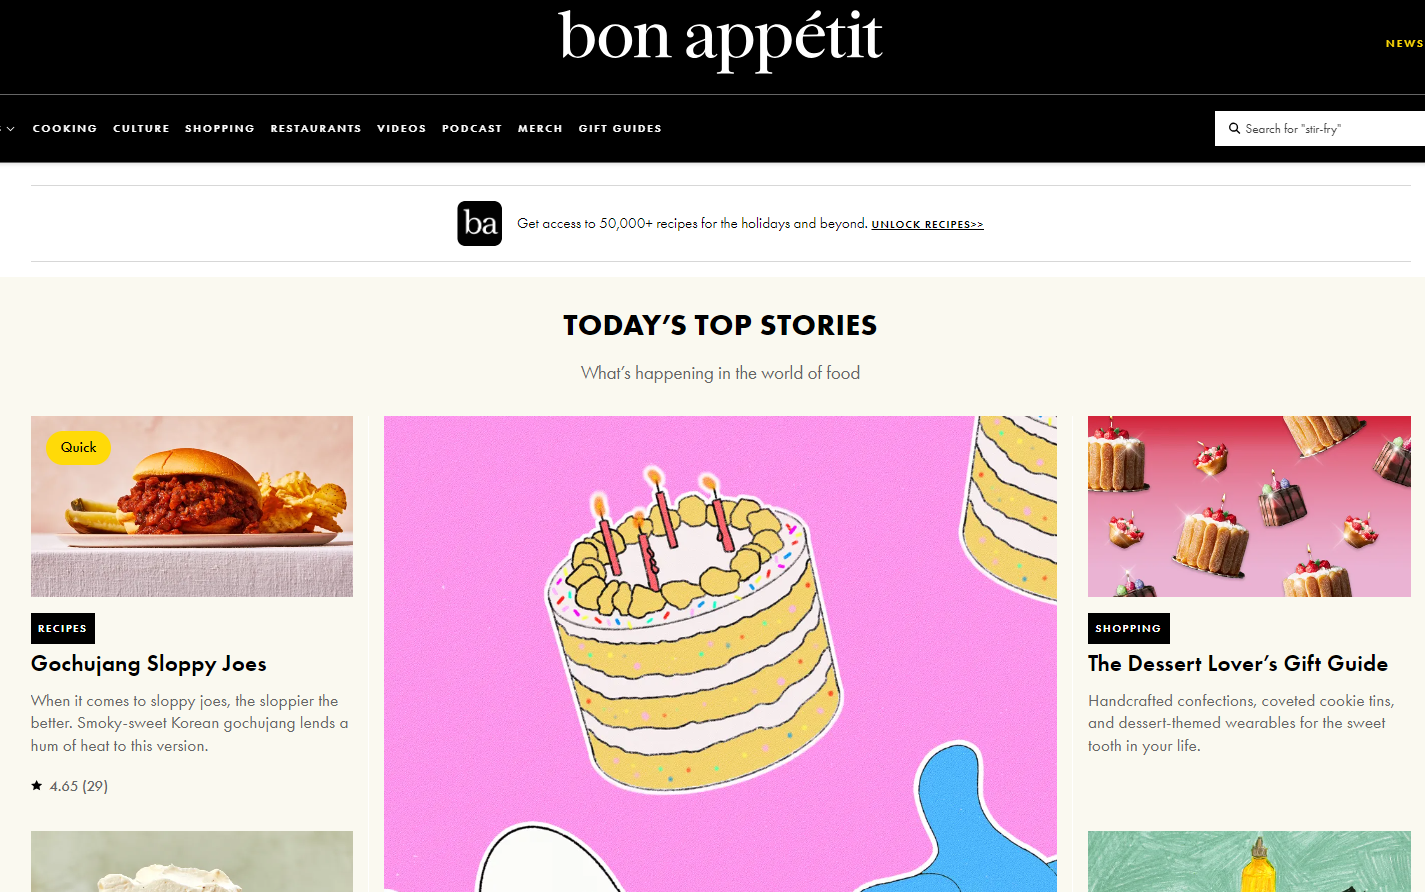 bon appétit
NEWS
COOKING CULTURE SHOPPING RESTAURANTS VIDEOS PODCAST MERCH GIFT GUIDES
Search for "stir-fry"
ba Get access to 50,000+ recipes for the holidays and beyond. UNLOCK RECIPES>>
TODAY'S TOP STORIES
What's happening in the world of food
Quick
RECIPES
Gochujang Sloppy Joes
When it comes to sloppy joes, the sloppier the
better. Smoky-sweet Korean gochujang lends a
hum of heat to this version.
4.65 (29)
SHOPPING
The Dessert Lover's Gift Guide
Handcrafted confections, coveted cookie tins,
and dessert-themed wearables for the sweet
tooth in your life.